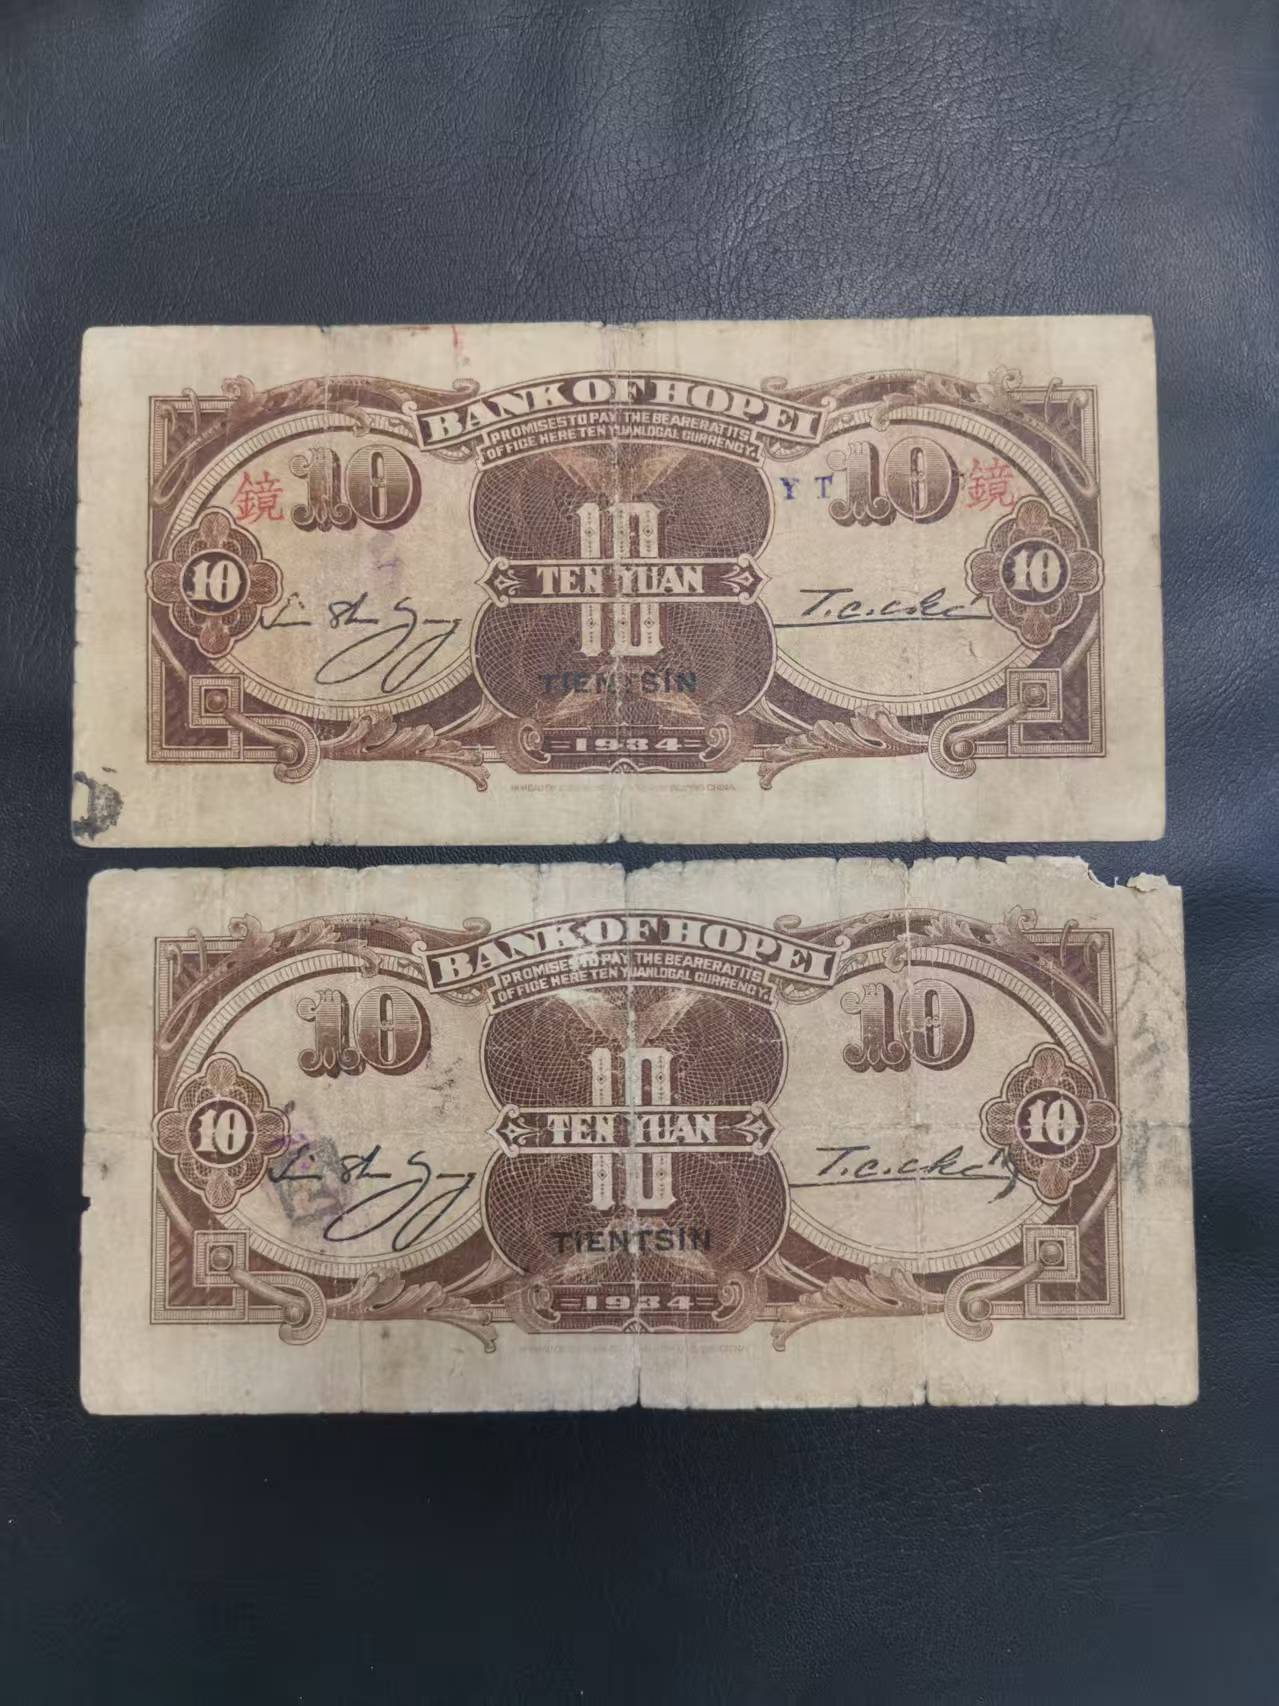 BANK OF HOPEI
PROMISES TO PAY THE BEARER AT ITS
OFFICE HERE TEN YUAN LOCAL CURRENCY.
鏡 10 10 YT 10 鏡
10 TEN YUAN 10
TIENTSIN
1934
BANK OF HOPEI
PROMISES TO PAY THE BEARER AT ITS
OFFICE HERE TEN YUAN LOCAL CURRENCY.
10 10 10
10 TEN YUAN 10
TIENTSIN
1934